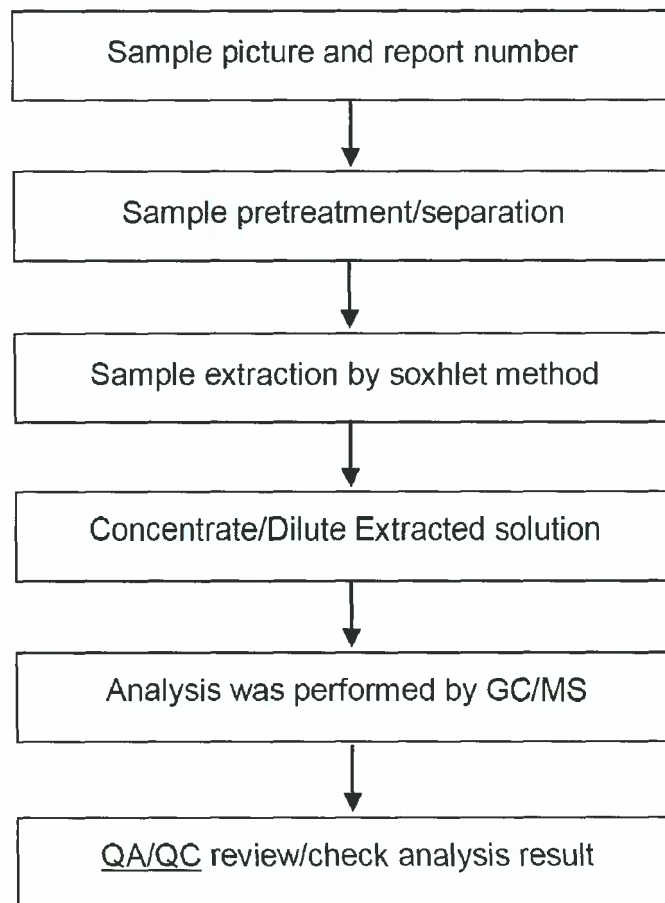 Sample picture and report number
Sample pretreatment/separation
Sample extraction by soxhlet method
Concentrate/Dilute Extracted solution
Analysis was performed by GC/MS
QA/QC review/check analysis result